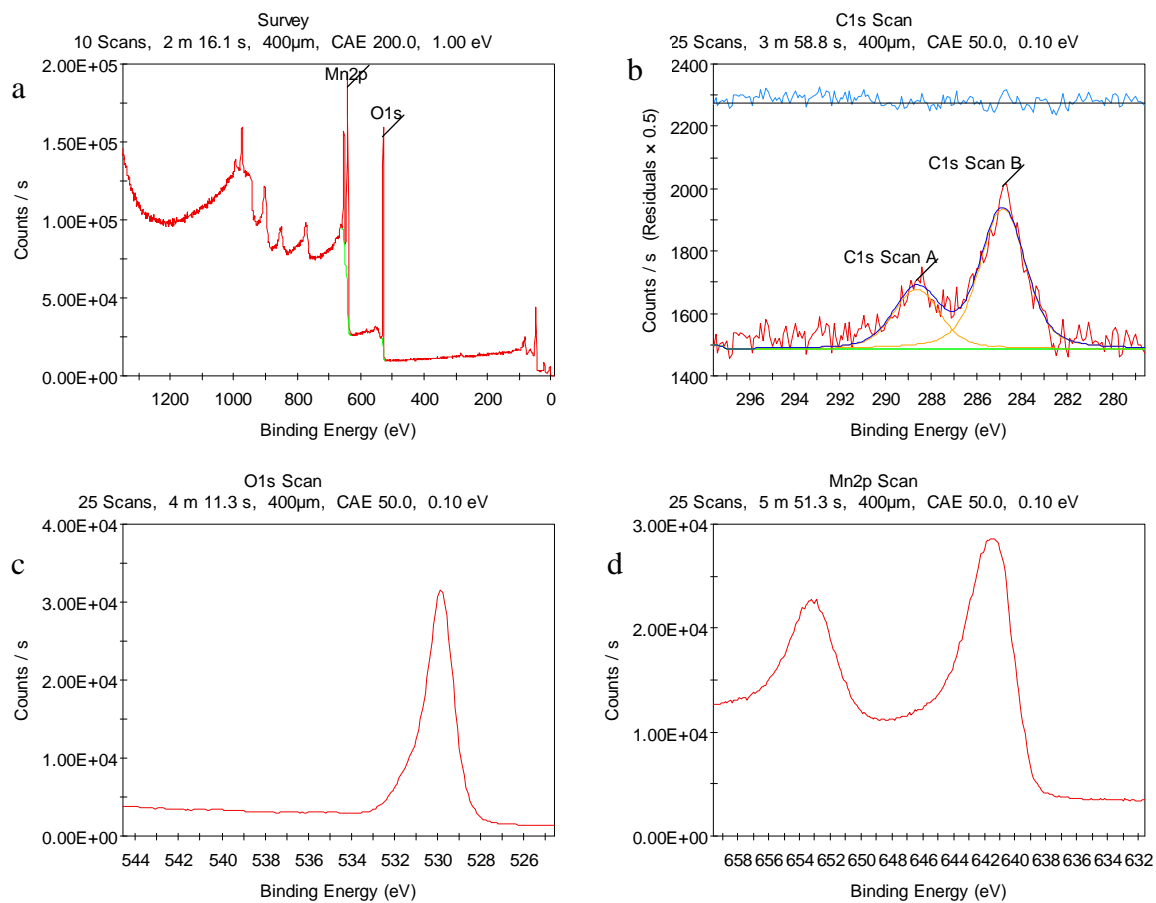 a
Survey
10 Scans, 2 m 16.1 s, 400µm, CAE 200.0, 1.00 eV
2.00E+05
1.50E+05
1.00E+05
5.00E+04
0.00E+00
Counts / s
Mn2p
O1s
1200 1000 800 600 400 200 0
Binding Energy (eV)
b
C1s Scan
25 Scans, 3 m 58.8 s, 400µm, CAE 50.0, 0.10 eV
2400
2200
2000
1800
1600
1400
Counts / s (Residuals × 0.5)
C1s Scan B
C1s Scan A
296 294 292 290 288 286 284 282 280
Binding Energy (eV)
c
O1s Scan
25 Scans, 4 m 11.3 s, 400µm, CAE 50.0, 0.10 eV
4.00E+04
3.00E+04
2.00E+04
1.00E+04
0.00E+00
Counts / s
544 542 540 538 536 534 532 530 528 526
Binding Energy (eV)
d
Mn2p Scan
25 Scans, 5 m 51.3 s, 400µm, CAE 50.0, 0.10 eV
3.00E+04
2.00E+04
1.00E+04
0.00E+00
Counts / s
658 656 654 652 650 648 646 644 642 640 638 636 634 632
Binding Energy (eV)